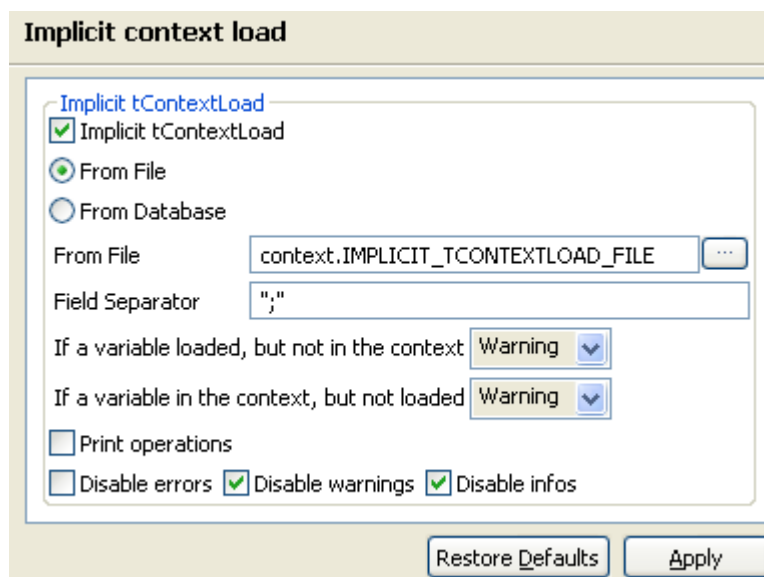 Implicit context load
Implicit tContextLoad
Implicit tContextLoad
From File
From Database
From File context.IMPLICIT_TCONTEXTLOAD_FILE ...
Field Separator ";"
If a variable loaded, but not in the context Warning
If a variable in the context, but not loaded Warning
Print operations
Disable errors Disable warnings Disable infos
Restore Defaults Apply